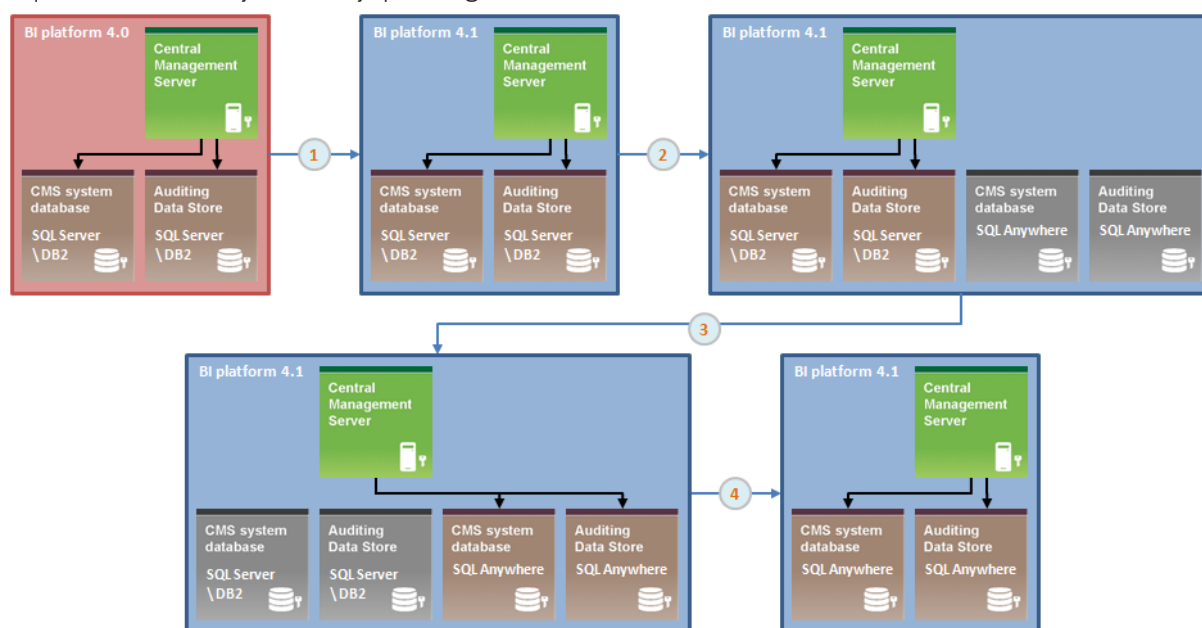 BI platform 4.0
Central
Management
Server
CMS system
database
SQL Server
\DB2
Auditing
Data Store
SQL Server
\DB2
1
BI platform 4.1
Central
Management
Server
CMS system
database
SQL Server
\DB2
Auditing
Data Store
SQL Server
\DB2
2
BI platform 4.1
Central
Management
Server
CMS system
database
SQL Server
\DB2
Auditing
Data Store
SQL Server
\DB2
CMS system
database
SQL Anywhere
Auditing
Data Store
SQL Anywhere
3
BI platform 4.1
Central
Management
Server
CMS system
database
SQL Server
\DB2
Auditing
Data Store
SQL Server
\DB2
CMS system
database
SQL Anywhere
Auditing
Data Store
SQL Anywhere
4
BI platform 4.1
Central
Management
Server
CMS system
database
SQL Anywhere
Auditing
Data Store
SQL Anywhere